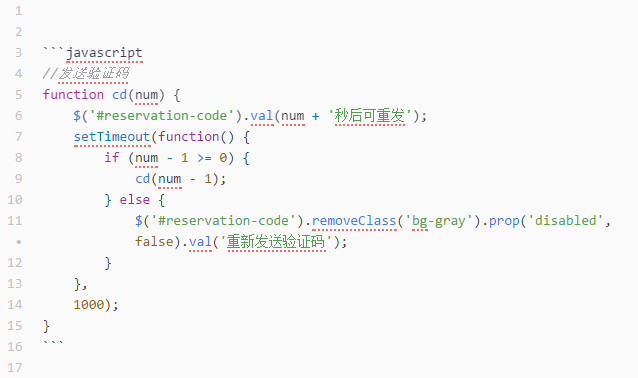 1
2
3 ```javascript
4 //发送验证码
5 function cd(num) {
6     $('#reservation-code').val(num + '秒后可重发');
7     setTimeout(function() {
8         if (num - 1 >= 0) {
9             cd(num - 1);
10         } else {
11             $('#reservation-code').removeClass('bg-gray').prop('disabled',
•             false).val('重新发送验证码');
12         }
13     },
14     1000);
15 }
16 ```
17